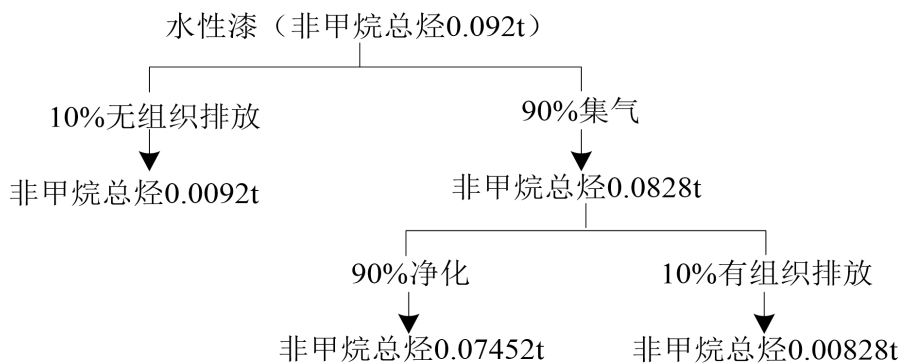 水性漆（非甲烷总烃0.092t）
10%无组织排放
90%集气
非甲烷总烃0.0092t
非甲烷总烃0.0828t
90%净化
10%有组织排放
非甲烷总烃0.07452t
非甲烷总烃0.00828t